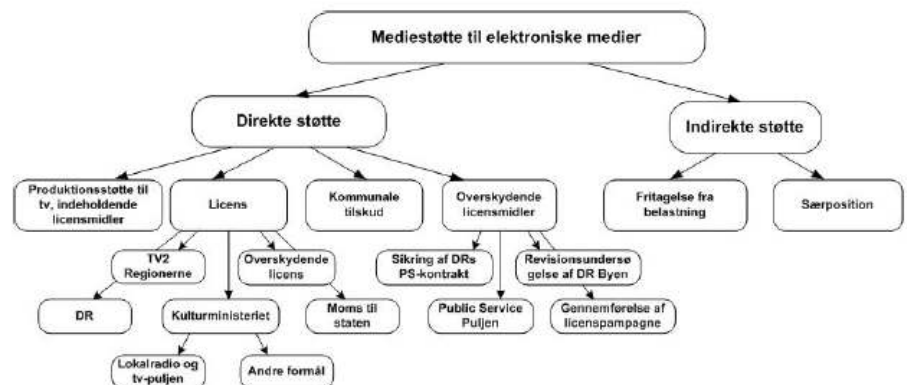 Mediestøtte til elektroniske medier
Direkte støtte
Indirekte støtte
Produktionsstøtte til
tv, indeholdende
licensmidler
Licens
Kommunale
tilskud
Overskydende
licensmidler
Fritagelse fra
belastning
Særposition
TV2
Regionerne
Overskydende
licens
Sikring af DRs
PS-kontrakt
Revisionsundersø
gelse af DR Byen
DR
Kulturministeriet
Moms til
staten
Public Service
Puljen
Gennemførelse af
licenspampagne
Lokalradio og
tv-puljen
Andre formål